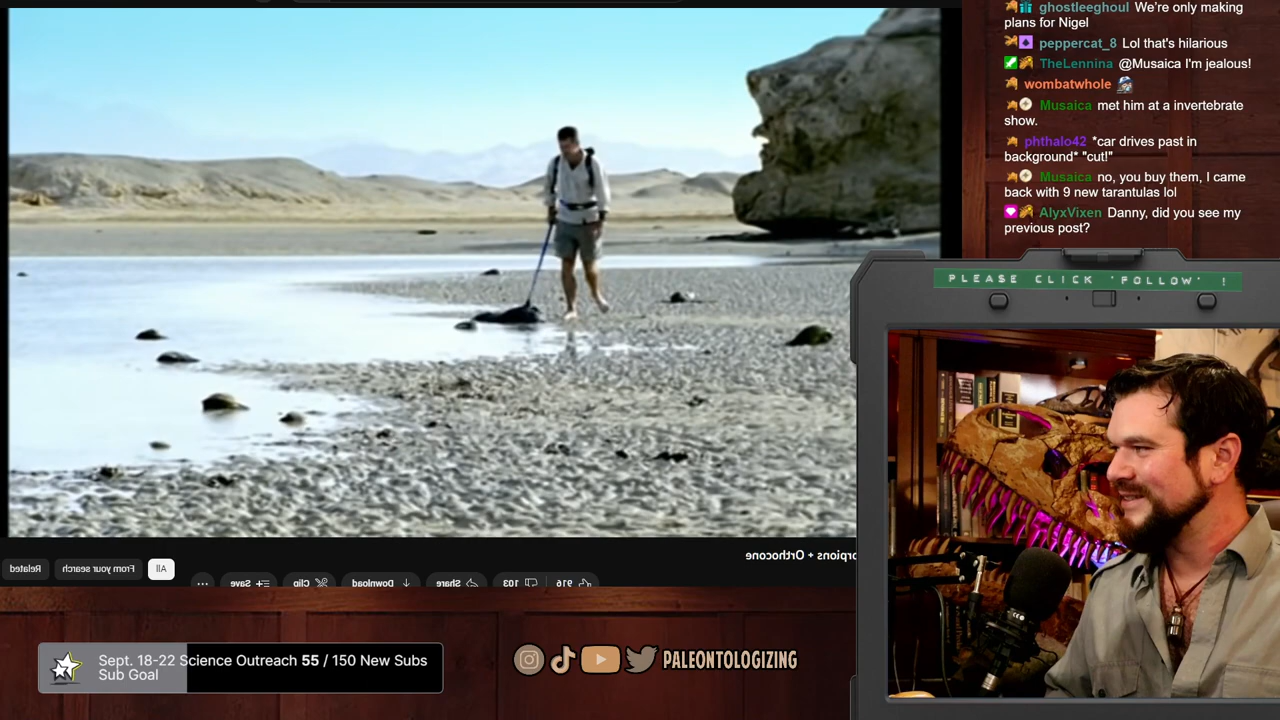 ghostleeghoul We're only making
plans for Nigel
peppercat_8 Lol that's hilarious
TheLennina @Musaica I'm jealous!
wombatwhole
Musaica met him at a invertebrate
show.
phthalo42 *car drives past in
background* "cut!"
Musaica no, you buy them, I came
back with 9 new tarantulas lol
AlyxVixen Danny, did you see my
previous post?
PLEASE CLICK "FOLLOW" !
orpions + Orthocone
Related
From your search
All
... Save Clip Download Share 103 916
Sept. 18-22 Science Outreach 55 / 150 New Subs
Sub Goal
PALEONTOLOGIZING